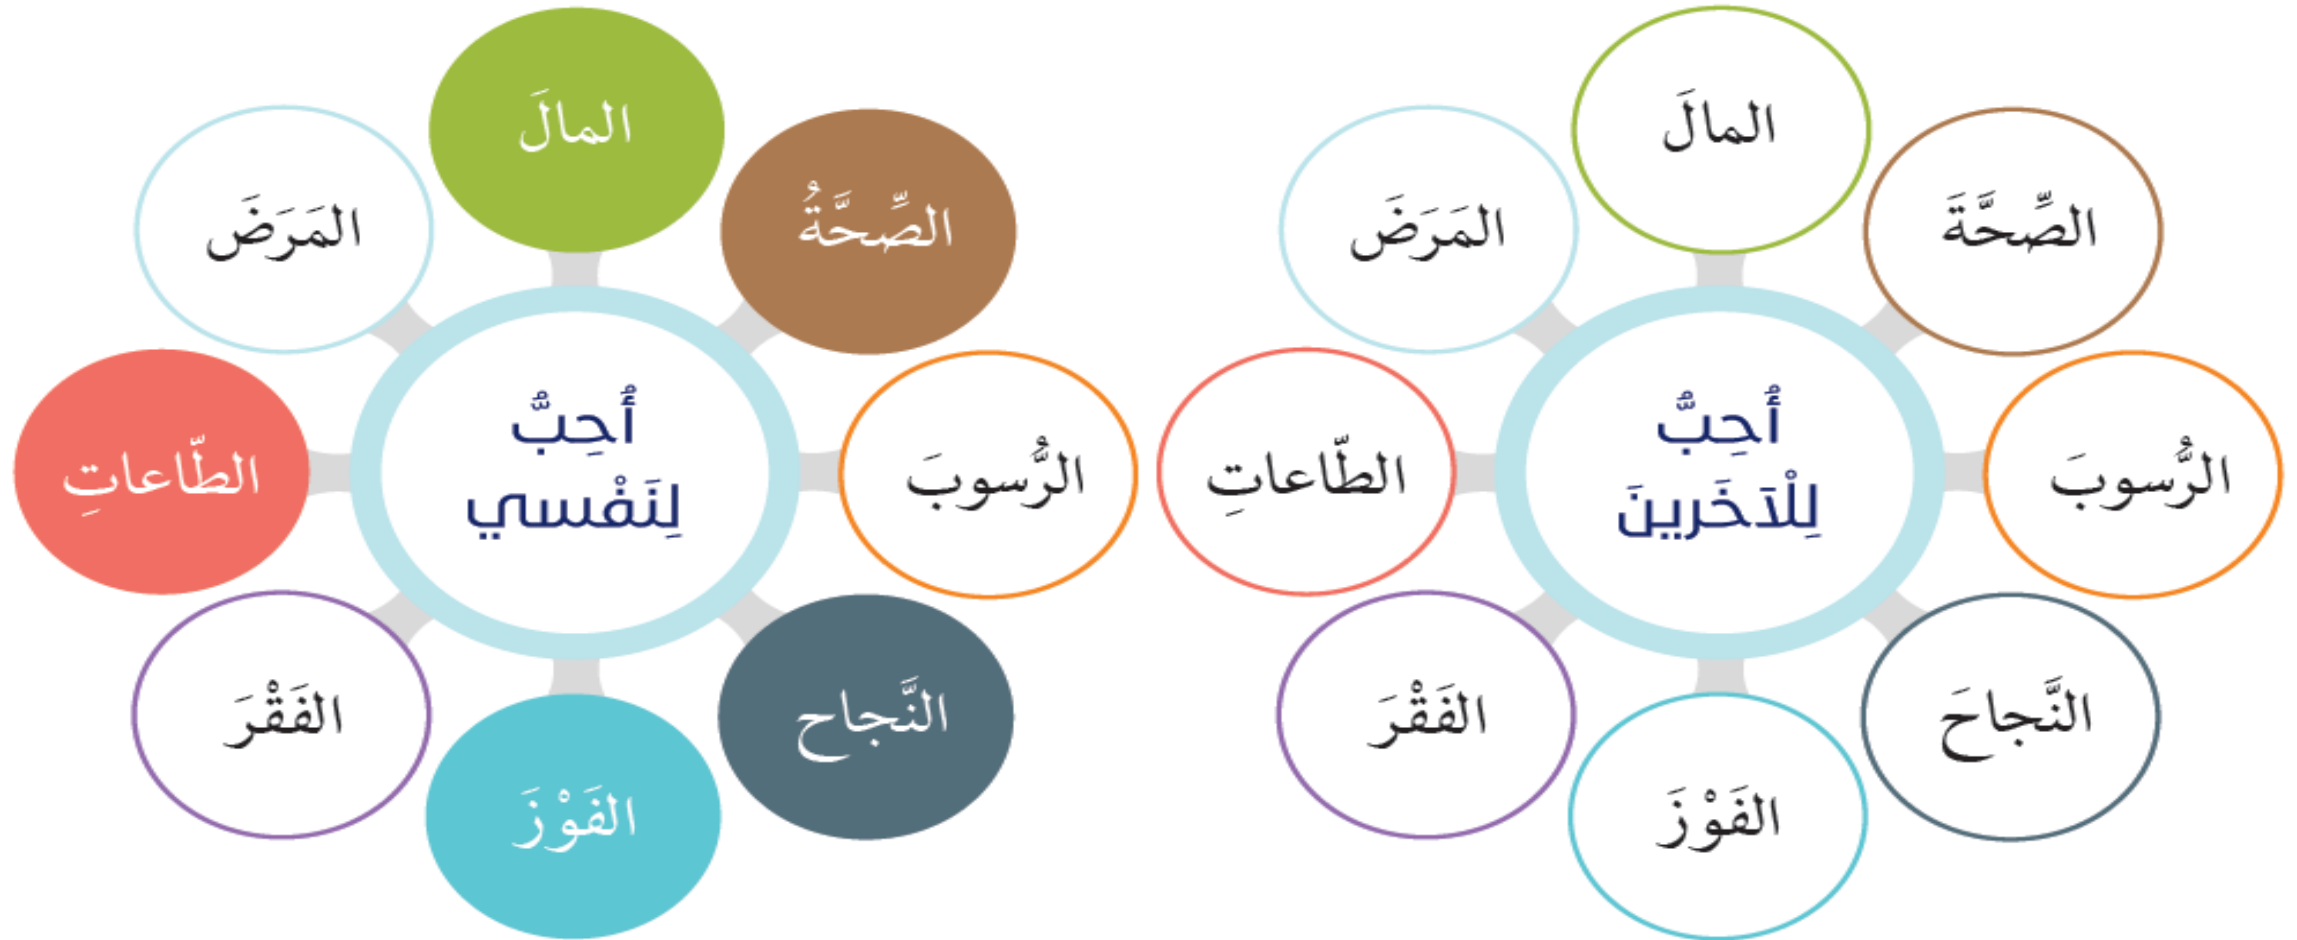 أُحِبُّ
لِلْآخَرينَ
المالَ
الصِّحَّةَ
الرُّسوبَ
النَّجاحَ
الفَوْزَ
الفَقْرَ
الطّاعاتِ
المَرَضَ
أُحِبُّ
لِنَفْسي
المالَ
الصِّحَّةُ
الرُّسوبَ
النَّجاح
الفَوْزَ
الفَقْرَ
الطّاعاتِ
المَرَضَ